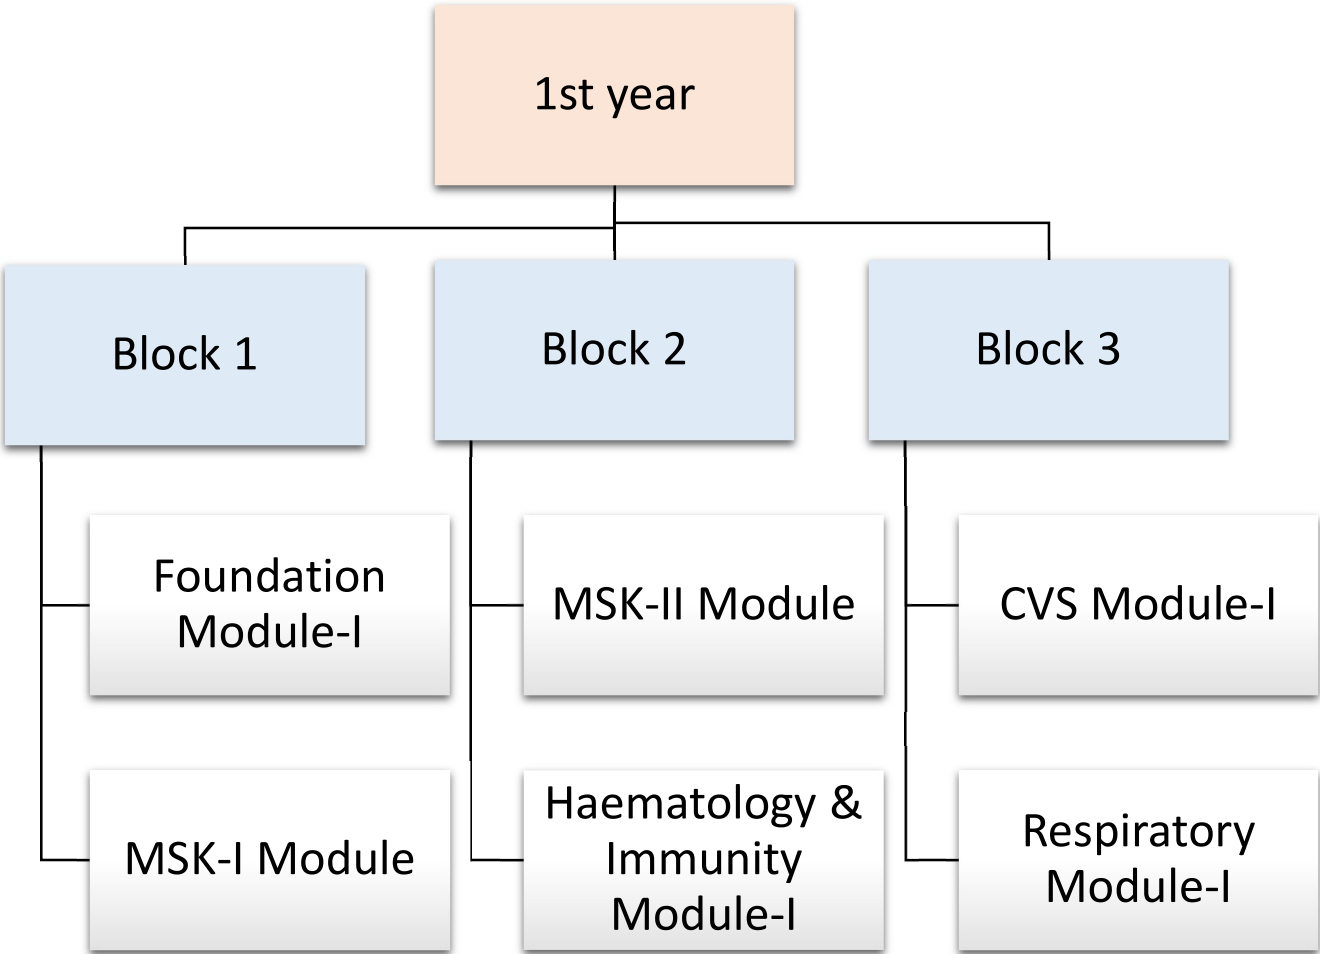 1st year
Block 1
Block 2
Block 3
Foundation
Module-I
MSK-II Module
CVS Module-I
MSK-I Module
Haematology &
Immunity
Module-I
Respiratory
Module-I